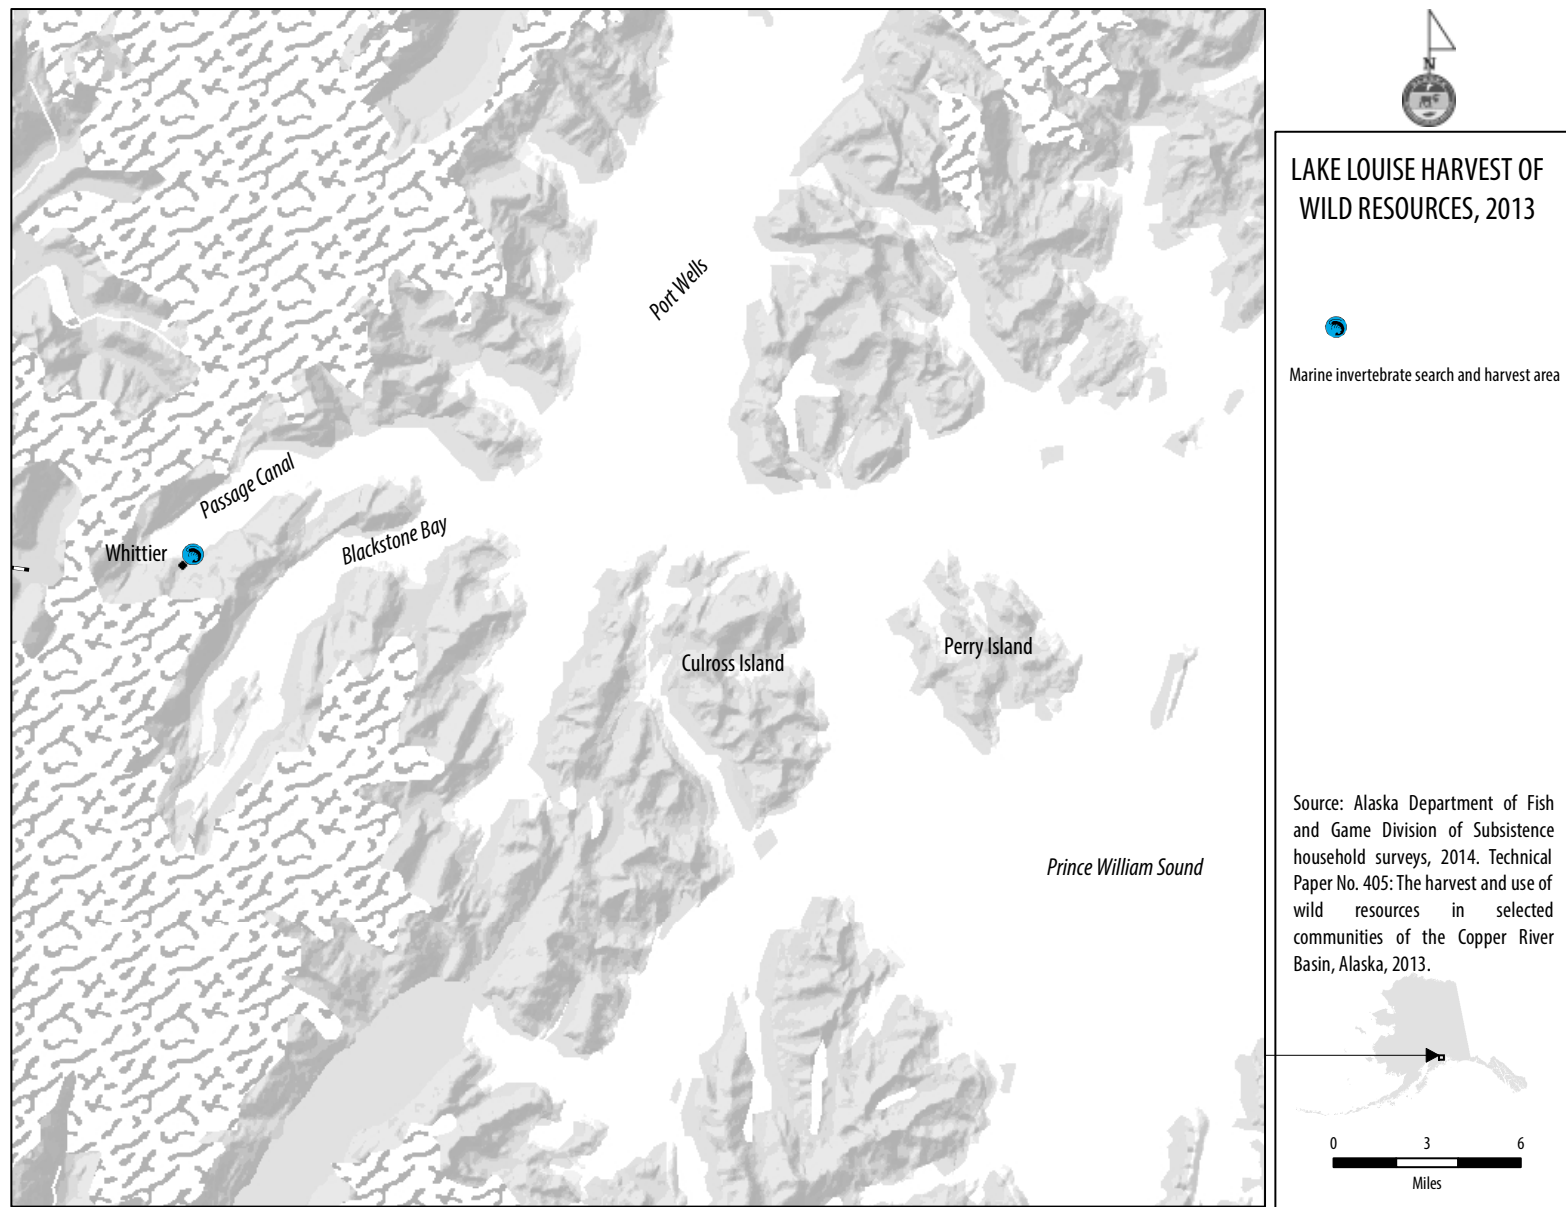 N
LAKE LOUISE HARVEST OF
WILD RESOURCES, 2013
Port Wells
Marine invertebrate search and harvest area
Passage Canal
Blackstone Bay
Whittier
Culross Island
Perry Island
Prince William Sound
Source: Alaska Department of Fish
and Game Division of Subsistence
household surveys, 2014. Technical
Paper No. 405: The harvest and use of
wild resources in selected
communities of the Copper River
Basin, Alaska, 2013.
0 3 6
Miles